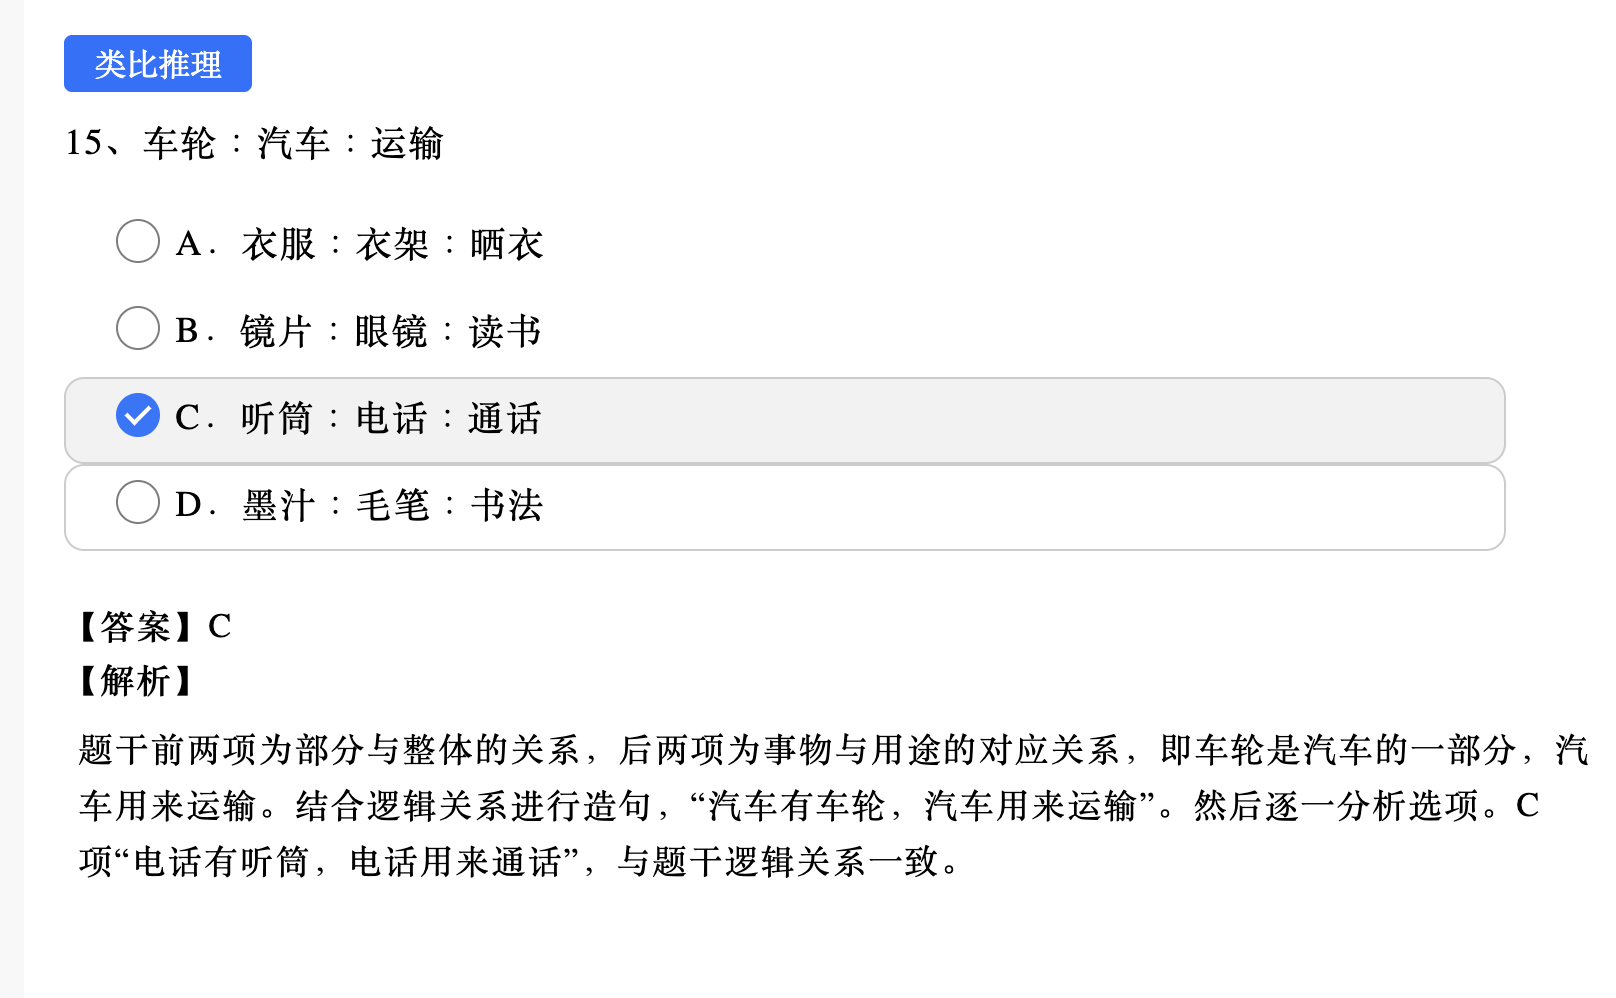 类比推理
15、车轮：汽车：运输
A．衣服：衣架：晒衣
B．镜片：眼镜：读书
C．听筒：电话：通话
D．墨汁：毛笔：书法
【答案】C
【解析】
题干前两项为部分与整体的关系，后两项为事物与用途的对应关系，即车轮是汽车的一部分，汽
车用来运输。结合逻辑关系进行造句，“汽车有车轮，汽车用来运输”。然后逐一分析选项。C
项“电话有听筒，电话用来通话”，与题干逻辑关系一致。